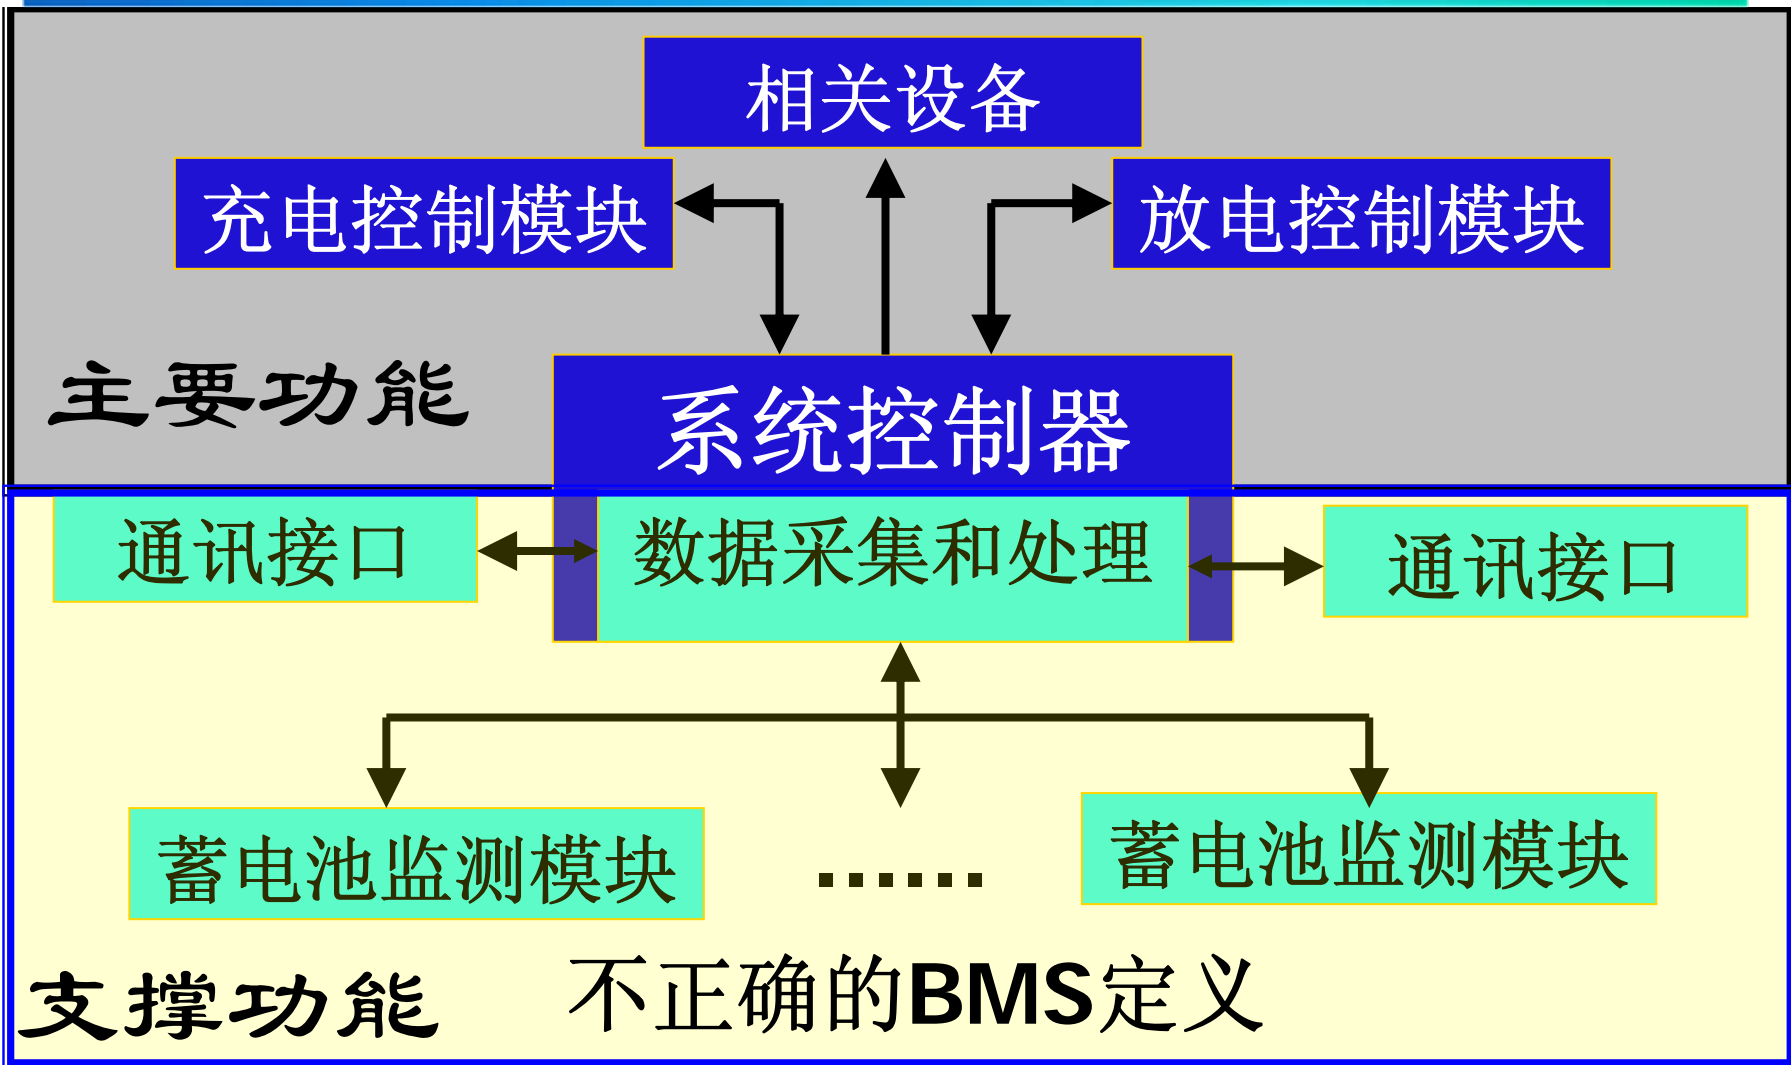 相关设备
充电控制模块
放电控制模块
主要功能
系统控制器
通讯接口
数据采集和处理
通讯接口
蓄电池监测模块
......
蓄电池监测模块
支撑功能
不正确的BMS定义